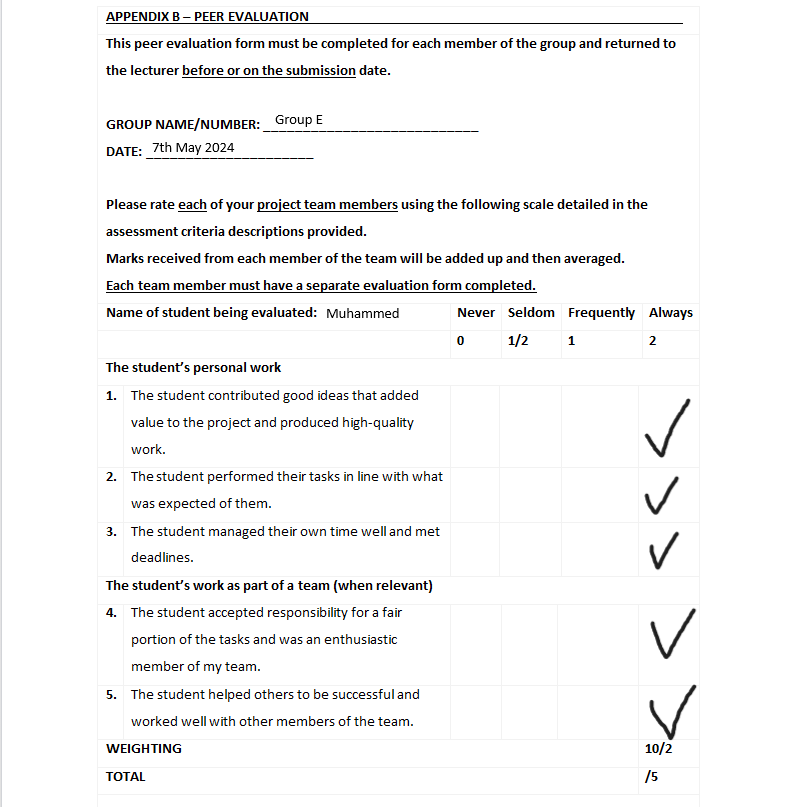 APPENDIX B – PEER EVALUATION
This peer evaluation form must be completed for each member of the group and returned to
the lecturer before or on the submission date.
GROUP NAME/NUMBER: Group E
DATE: 7th May 2024
Please rate each of your project team members using the following scale detailed in the
assessment criteria descriptions provided.
Marks received from each member of the team will be added up and then averaged.
Each team member must have a separate evaluation form completed.
Name of student being evaluated: Muhammed Never Seldom Frequently Always
0 1/2 1 2
The student’s personal work
1. The student contributed good ideas that added
value to the project and produced high-quality
work.
2. The student performed their tasks in line with what
was expected of them.
3. The student managed their own time well and met
deadlines.
The student’s work as part of a team (when relevant)
4. The student accepted responsibility for a fair
portion of the tasks and was an enthusiastic
member of my team.
5. The student helped others to be successful and
worked well with other members of the team.
WEIGHTING 10/2
TOTAL /5